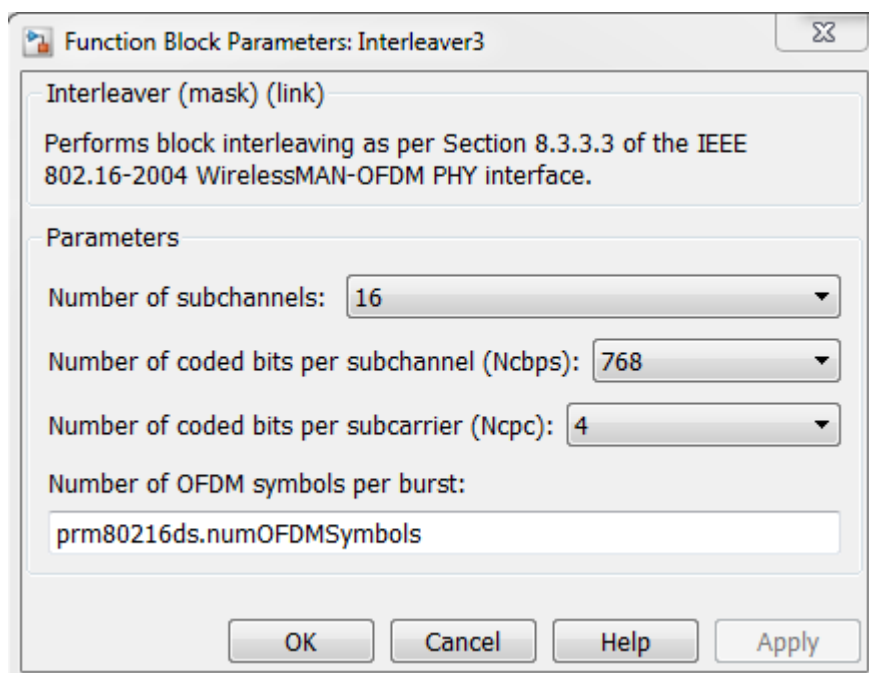 Function Block Parameters: Interleaver3
Interleaver (mask) (link)
Performs block interleaving as per Section 8.3.3.3 of the IEEE
802.16-2004 WirelessMAN-OFDM PHY interface.
Parameters
Number of subchannels: 16
Number of coded bits per subchannel (Ncbps): 768
Number of coded bits per subcarrier (Ncpc): 4
Number of OFDM symbols per burst:
prm80216ds.numOFDMSymbols
OK Cancel Help Apply